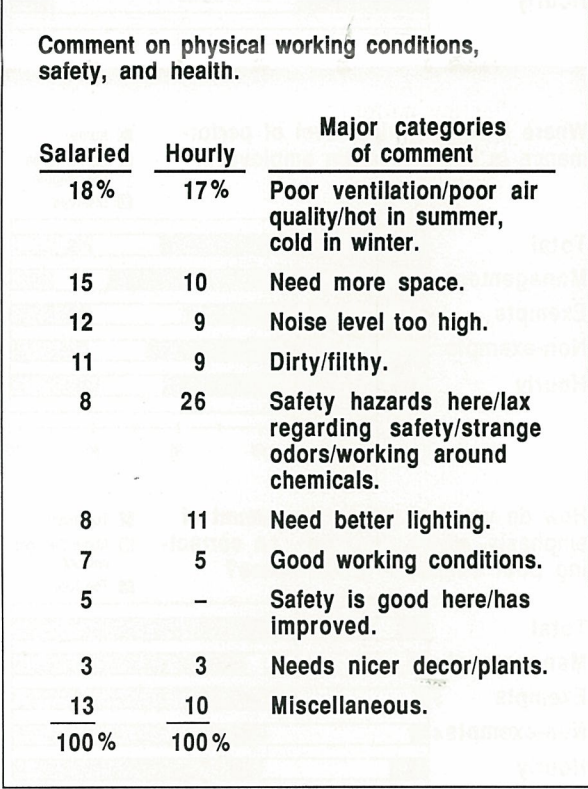 Comment on physical working conditions,
safety, and health.
Major categories
Salaried Hourly of comment
18% 17% Poor ventilation/poor air
quality/hot in summer,
cold in winter.
15 10 Need more space.
12 9 Noise level too high.
11 9 Dirty/filthy.
8 26 Safety hazards here/lax
regarding safety/strange
odors/working around
chemicals.
8 11 Need better lighting.
7 5 Good working conditions.
5 – Safety is good here/has
improved.
3 3 Needs nicer decor/plants.
13 10 Miscellaneous.
100% 100%